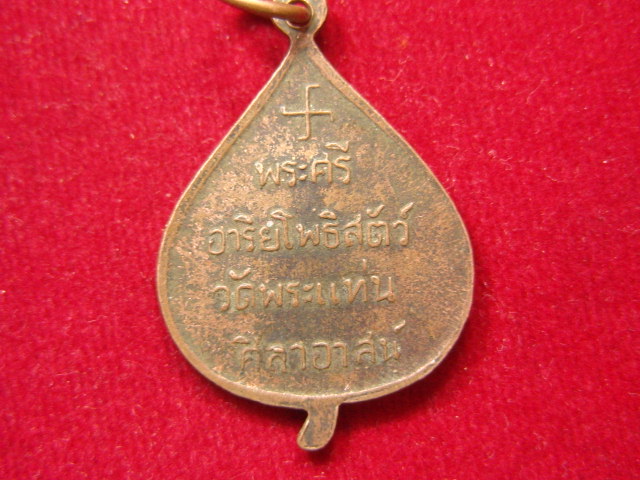 พระศรี
อาริยโพธิสัตว์
วัดพระแท่น
ศิลาอาสน์